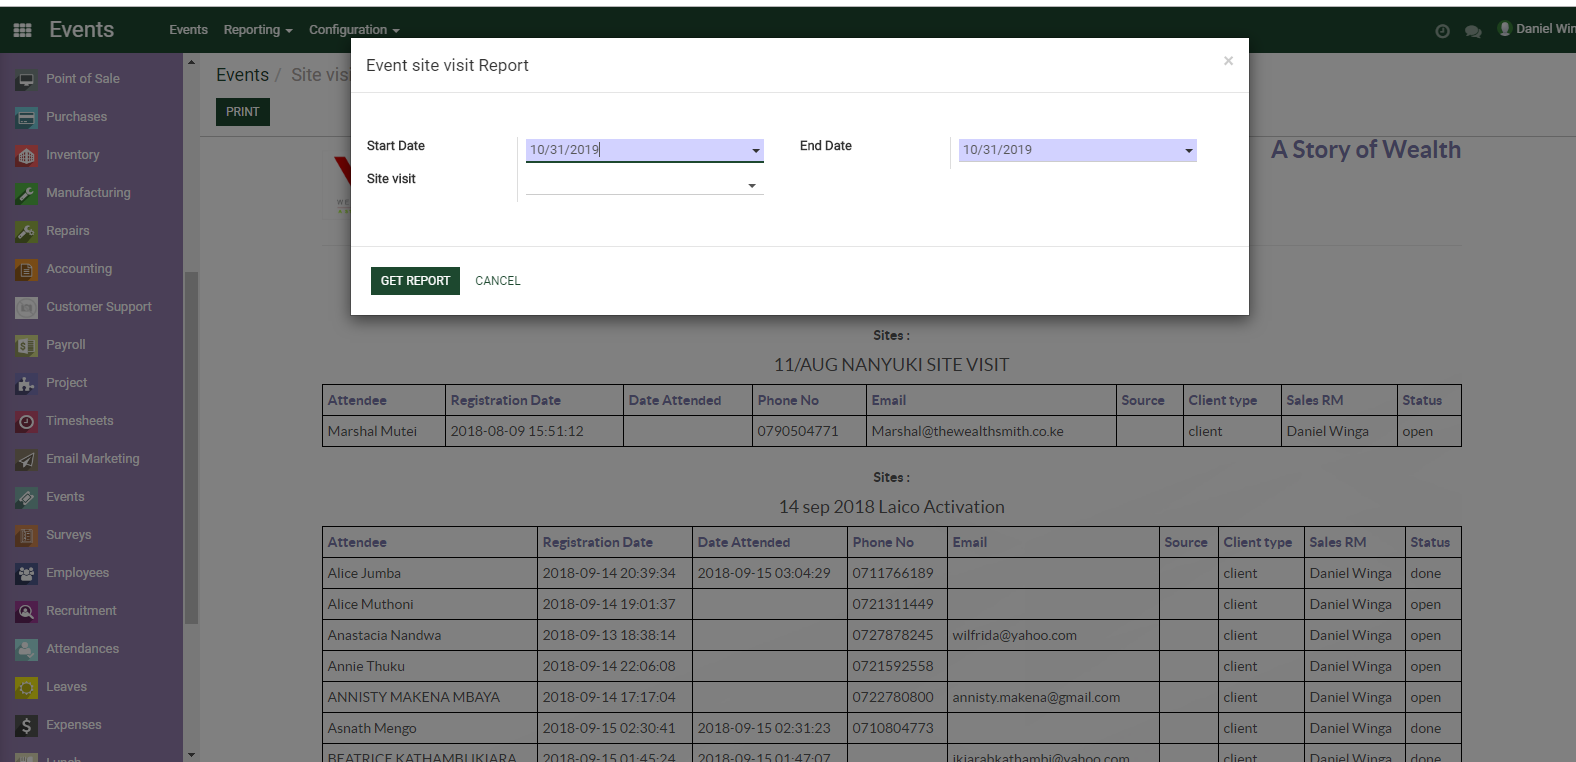 Events
Events Reporting Configuration
Daniel Win
Point of Sale
Purchases
Inventory
Manufacturing
Repairs
Accounting
Customer Support
Payroll
Project
Timesheets
Email Marketing
Events
Surveys
Employees
Recruitment
Attendances
Leaves
Expenses
Lunch
Events / Site visi
PRINT
A Story of Wealth
Event site visit Report
×
Start Date 10/31/2019 End Date 10/31/2019
Site visit
GET REPORT CANCEL
Sites :
11/AUG NANYUKI SITE VISIT
Attendee Registration Date Date Attended Phone No Email Source Client type Sales RM Status
Marshal Mutei 2018-08-09 15:51:12 0790504771 Marshal@thewealthsmith.co.ke client Daniel Winga open
Sites :
14 sep 2018 Laico Activation
Attendee Registration Date Date Attended Phone No Email Source Client type Sales RM Status
Alice Jumba 2018-09-14 20:39:34 2018-09-15 03:04:29 0711766189 client Daniel Winga done
Alice Muthoni 2018-09-14 19:01:37 0721311449 client Daniel Winga open
Anastacia Nandwa 2018-09-13 18:38:14 0727878245 wilfrida@yahoo.com client Daniel Winga open
Annie Thuku 2018-09-14 22:06:08 0721592558 client Daniel Winga open
ANNISTY MAKENA MBAYA 2018-09-14 17:17:04 0722780800 annisty.makena@gmail.com client Daniel Winga open
Asnath Mengo 2018-09-15 02:30:41 2018-09-15 02:31:23 0710804773 client Daniel Winga done
BEATRICE KATHAMBI JKIARA 2018-09-15 01:45:24 2018-09-15 01:47:07 jkiarabkathambi@yahoo.com client Daniel Winga done